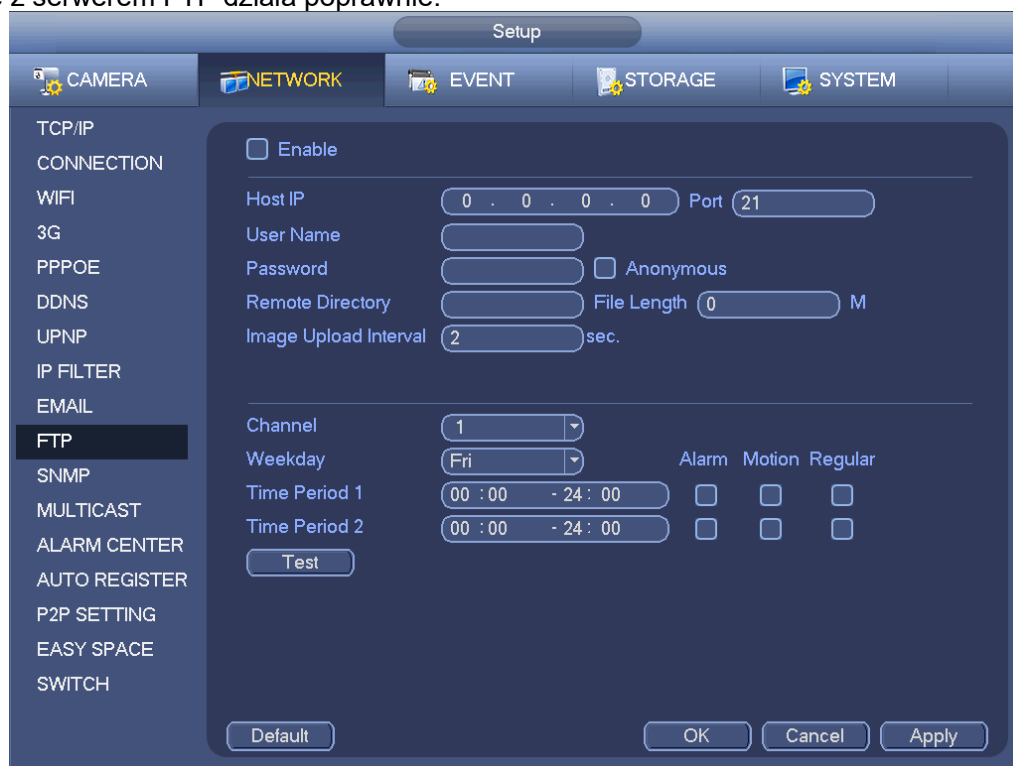 z serwerem FTP działa poprawnie.
Setup
CAMERA NETWORK EVENT STORAGE SYSTEM
TCP/IP
CONNECTION
WIFI
3G
PPPOE
DDNS
UPNP
IP FILTER
EMAIL
FTP
SNMP
MULTICAST
ALARM CENTER
AUTO REGISTER
P2P SETTING
EASY SPACE
SWITCH
Enable
Host IP 0 . 0 . 0 . 0 Port 21
User Name
Password Anonymous
Remote Directory File Length 0 M
Image Upload Interval 2 sec.
Channel 1
Weekday Fri Alarm Motion Regular
Time Period 1 00 :00 - 24 : 00
Time Period 2 00 :00 - 24 : 00
Test
Default OK Cancel Apply